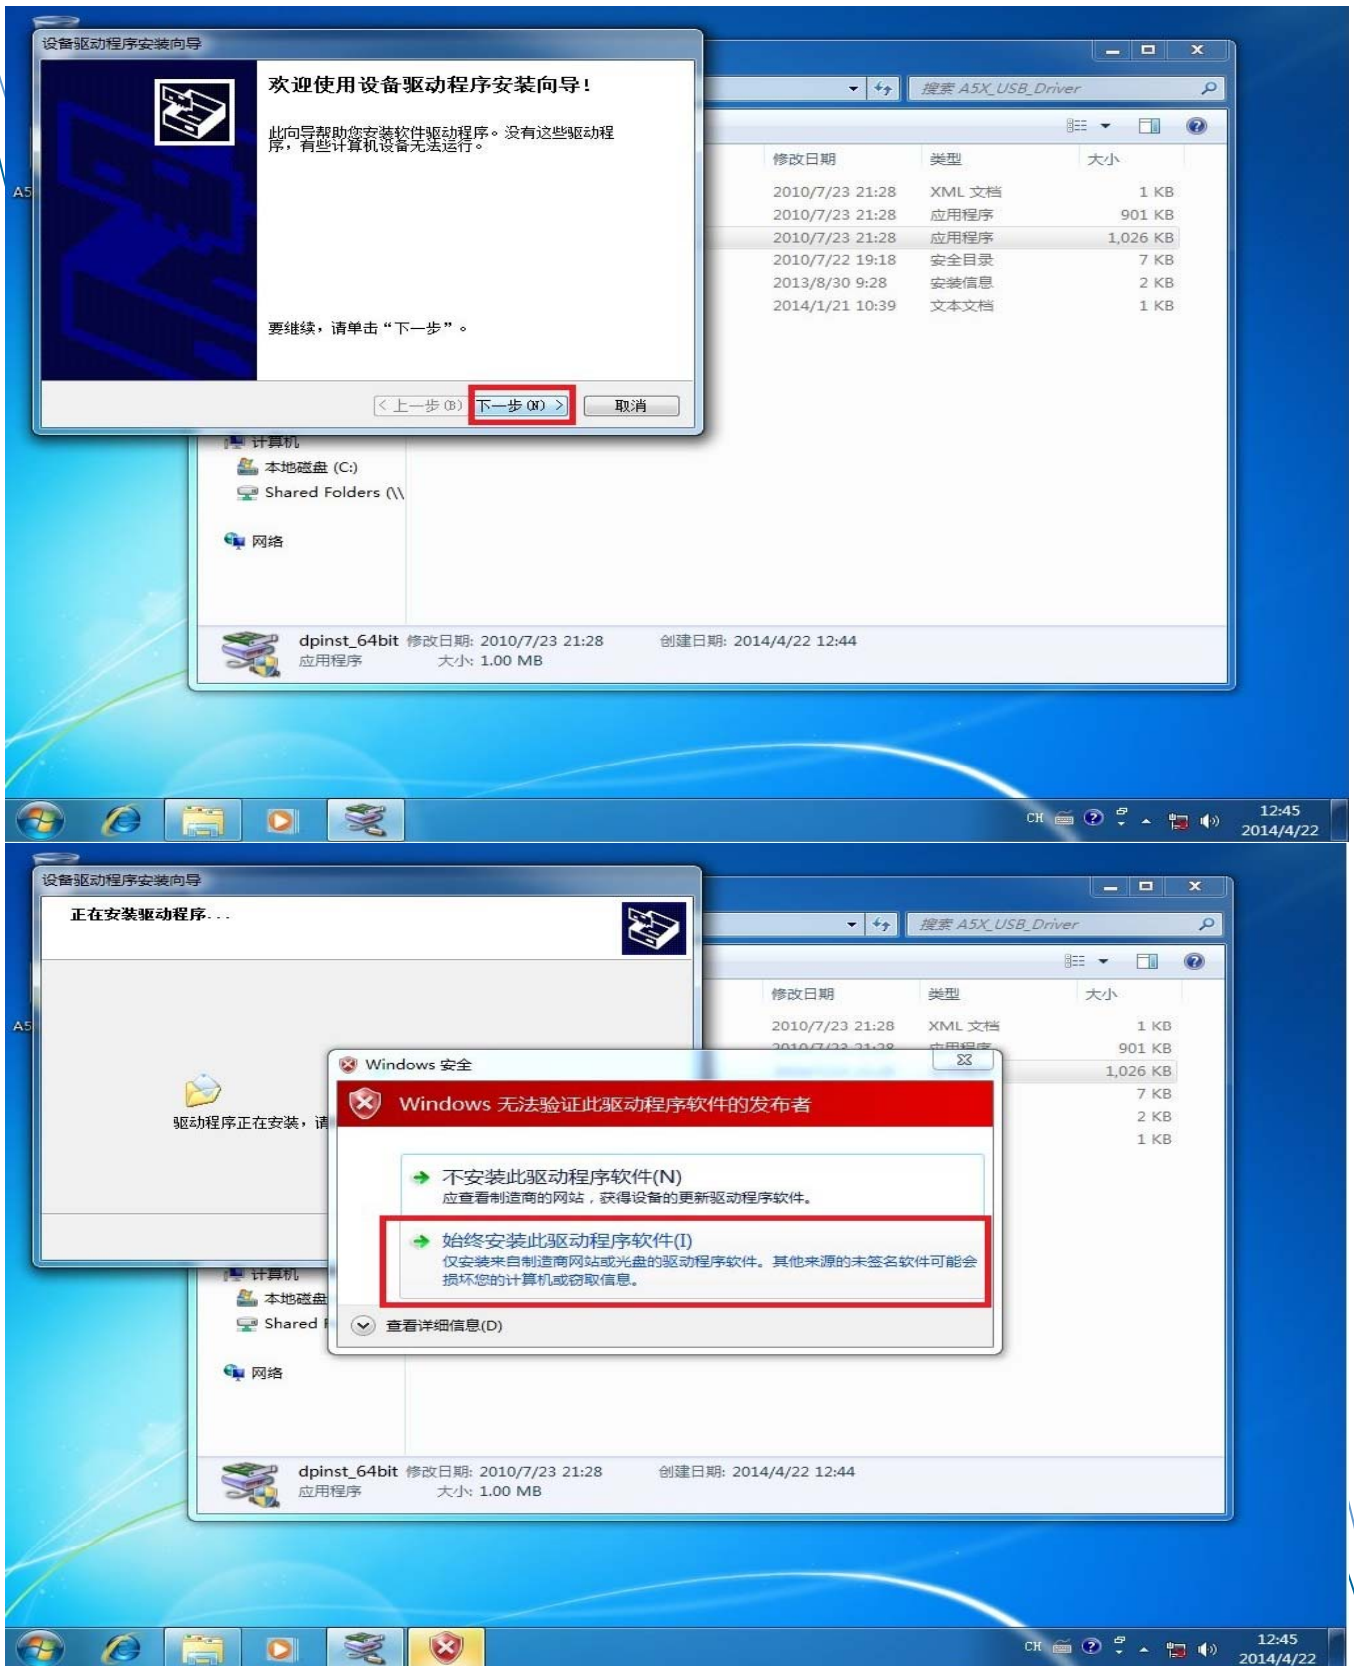 设备驱动程序安装向导
欢迎使用设备驱动程序安装向导!
此向导帮助您安装软件驱动程序。没有这些驱动程
序，有些计算机设备无法运行。
要继续，请单击“下一步”。
< 上一步(B) 下一步(N) > 取消
搜索 A5X_USB_Driver
修改日期 类型 大小
A5
2010/7/23 21:28 XML 文档 1 KB
2010/7/23 21:28 应用程序 901 KB
2010/7/23 21:28 应用程序 1,026 KB
2010/7/22 19:18 安全目录 7 KB
2013/8/30 9:28 安装信息 2 KB
2014/1/21 10:39 文本文档 1 KB
计算机
本地磁盘 (C:)
Shared Folders (\\
网络
dpinst_64bit 修改日期: 2010/7/23 21:28 创建日期: 2014/4/22 12:44
应用程序 大小: 1.00 MB
CH 12:45
2014/4/22
设备驱动程序安装向导
正在安装驱动程序...
搜索 A5X_USB_Driver
修改日期 类型 大小
A5
2010/7/23 21:28 XML 文档 1 KB
2010/7/23 21:28 应用程序 901 KB
1,026 KB
7 KB
2 KB
1 KB
驱动程序正在安装，请
Windows 安全
Windows 无法验证此驱动程序软件的发布者
不安装此驱动程序软件(N)
应查看制造商的网站，获得设备的更新驱动程序软件。
始终安装此驱动程序软件(I)
仅安装来自制造商网站或光盘的驱动程序软件。其他来源的未签名软件可能会
损坏您的计算机或窃取信息。
查看详细信息(D)
计算机
本地磁盘
Shared F
网络
dpinst_64bit 修改日期: 2010/7/23 21:28 创建日期: 2014/4/22 12:44
应用程序 大小: 1.00 MB
CH 12:45
2014/4/22